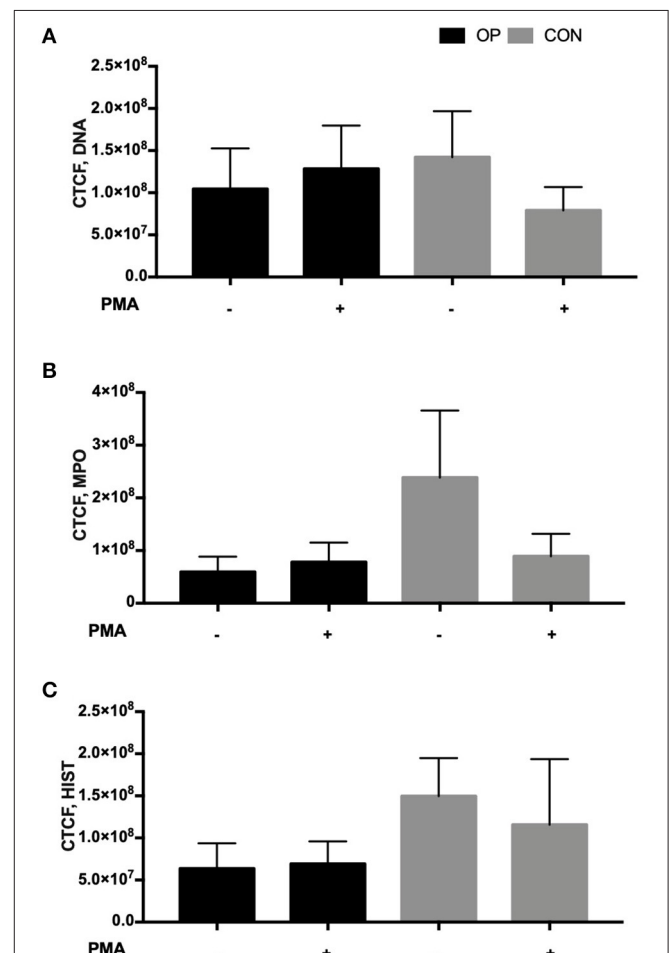 A
OP CON
2.5×10⁸
2.0×10⁸
1.5×10⁸
1.0×10⁸
5.0×10⁷
0.0
CTCF, DNA
PMA - + - +
B
4×10⁸
3×10⁸
2×10⁸
1×10⁸
0
CTCF, MPO
PMA - + - +
C
2.5×10⁸
2.0×10⁸
1.5×10⁸
1.0×10⁸
5.0×10⁷
0.0
CTCF, HIST
PMA + +